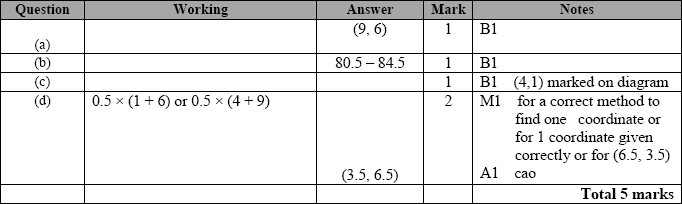 Question Working Answer Mark Notes
(a) (9, 6) 1 B1
(b) 80.5 – 84.5 1 B1
(c) 1 B1 (4,1) marked on diagram
(d) 0.5 × (1 + 6) or 0.5 × (4 + 9) 2 M1 for a correct method to
find one coordinate or
for 1 coordinate given
correctly or for (6.5, 3.5)
(3.5, 6.5) A1 cao
Total 5 marks